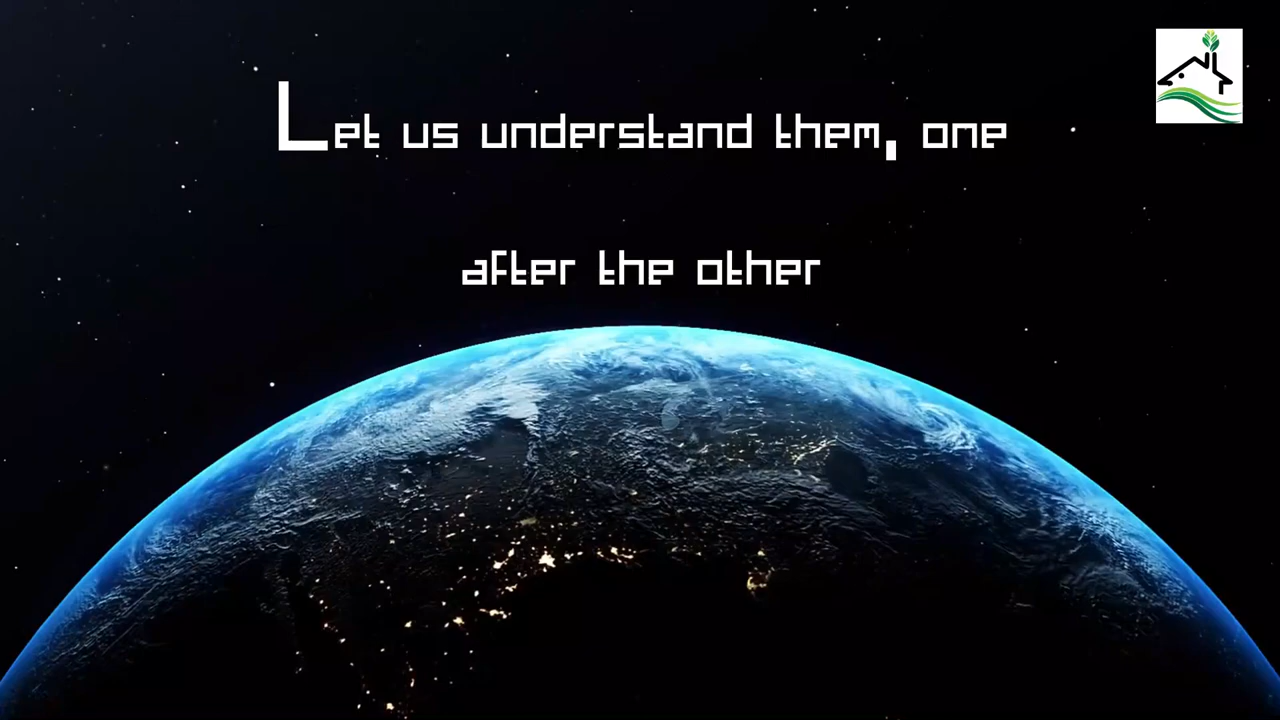 Let us understand them, one
after the other